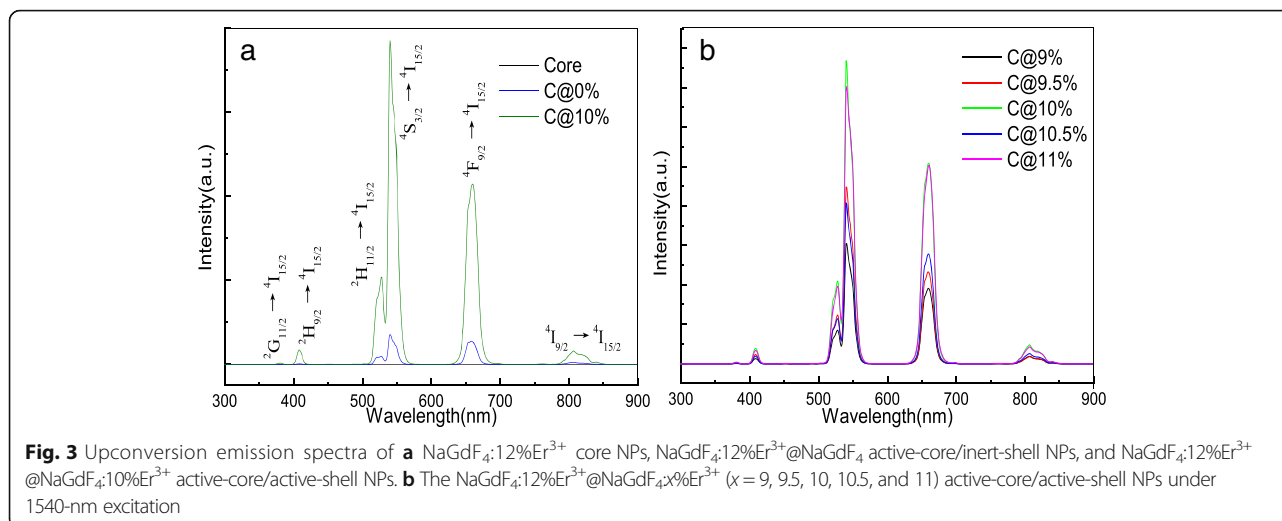 a
Core
C@0%
C@10%
²G₁₁/₂ → ⁴I₁₅/₂
²H₉/₂ → ⁴I₁₅/₂
²H₁₁/₂ → ⁴I₁₅/₂
⁴S₃/₂ → ⁴I₁₅/₂
⁴F₉/₂ → ⁴I₁₅/₂
⁴I₉/₂ → ⁴I₁₅/₂
Intensity(a.u.)
300 400 500 600 700 800 900
Wavelength(nm)
b
C@9%
C@9.5%
C@10%
C@10.5%
C@11%
Intensity(a.u.)
300 400 500 600 700 800 900
Wavelength(nm)
Fig. 3 Upconversion emission spectra of a NaGdF₄:12%Er³⁺ core NPs, NaGdF₄:12%Er³⁺@NaGdF₄ active-core/inert-shell NPs, and NaGdF₄:12%Er³⁺
@NaGdF₄:10%Er³⁺ active-core/active-shell NPs. b The NaGdF₄:12%Er³⁺@NaGdF₄:x%Er³⁺ (x = 9, 9.5, 10, 10.5, and 11) active-core/active-shell NPs under
1540-nm excitation